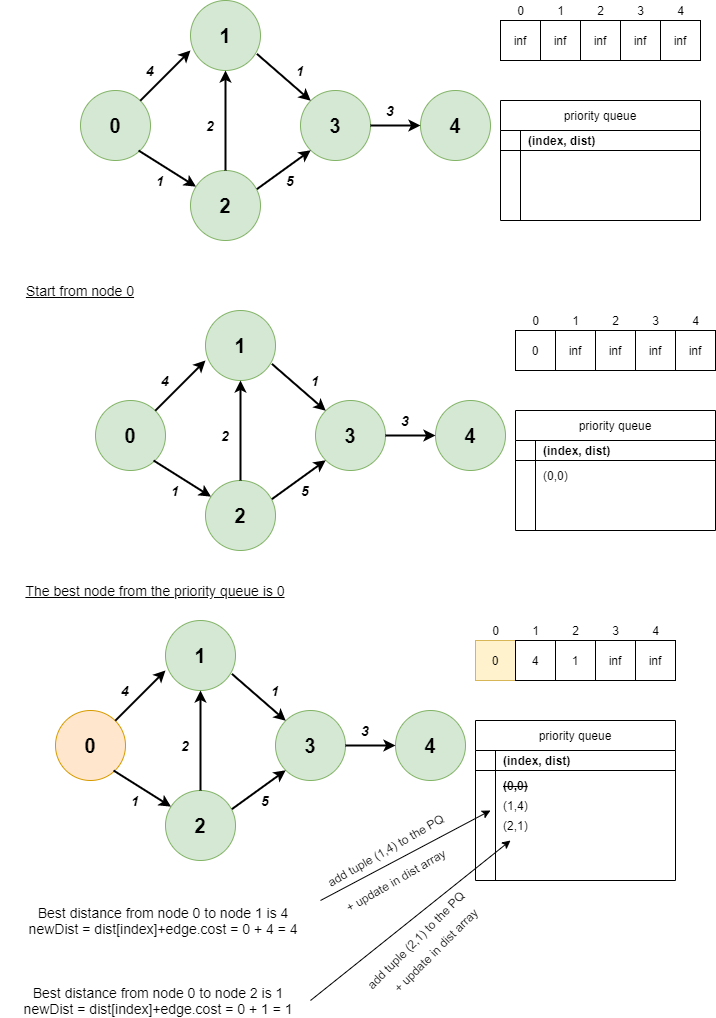 0 1 2 3 4
inf inf inf inf inf
1
4
1
0
3
4
2
3
priority queue
(index, dist)
1
5
2
Start from node 0
0 1 2 3 4
0 inf inf inf inf
1
4
1
0
3
4
2
3
priority queue
(index, dist)
(0,0)
1
5
2
The best node from the priority queue is 0
0 1 2 3 4
0 4 1 inf inf
1
4
1
0
3
4
2
3
priority queue
(index, dist)
(0,0)
(1,4)
(2,1)
1
5
2
add tuple (1,4) to the PQ
+ update in dist array
Best distance from node 0 to node 1 is 4
newDist = dist[index]+edge.cost = 0 + 4 = 4
add tuple (2,1) to the PQ
+ update in dist array
Best distance from node 0 to node 2 is 1
newDist = dist[index]+edge.cost = 0 + 1 = 1